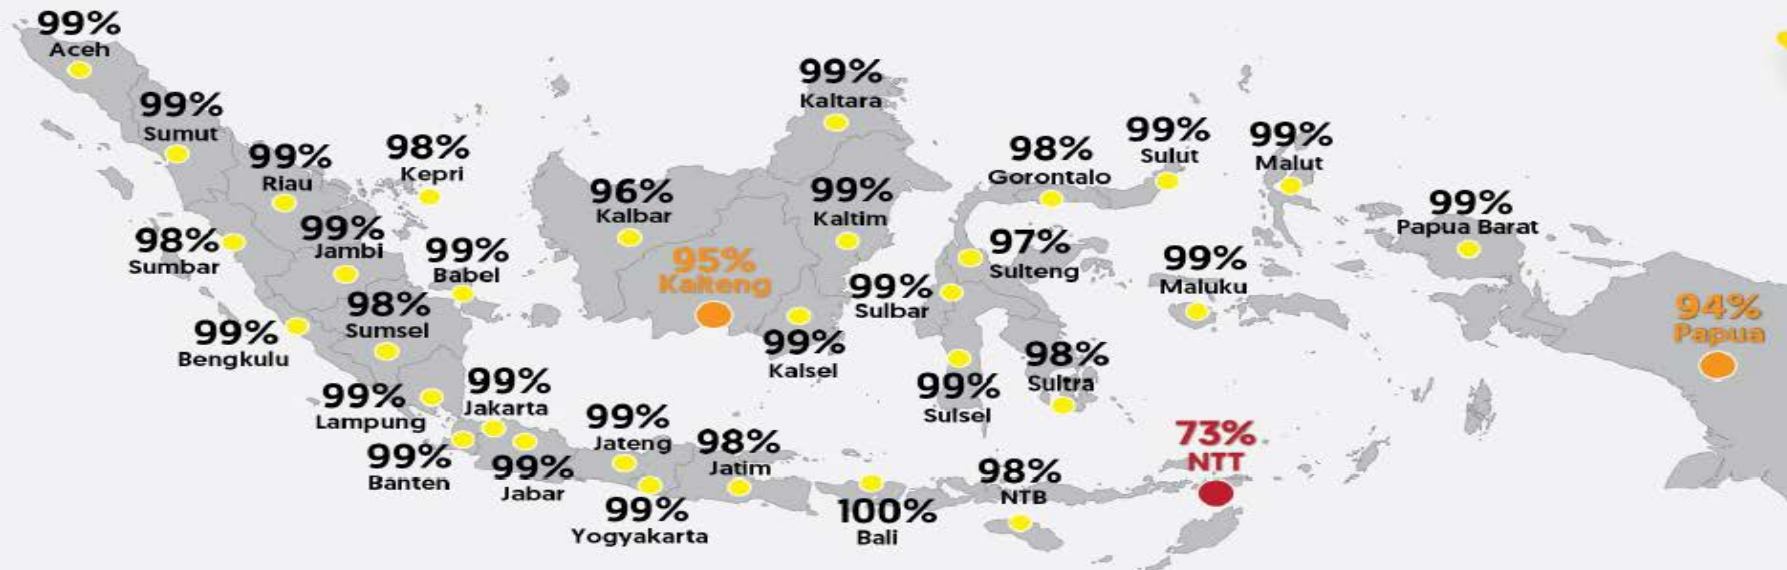 99%
Aceh
99%
Sumut
99%
Riau
98%
Kepri
98%
Sumbar
99%
Jambi
99%
Babel
99%
Bengkulu
98%
Sumsel
99%
Lampung
99%
Jakarta
99%
Banten
99%
Jabar
99%
Jateng
99%
Yogyakarta
98%
Jatim
100%
Bali
99%
Kaltara
96%
Kalbar
99%
Kaltim
95%
Kalteng
99%
Kalsel
98%
Gorontalo
99%
Sulut
97%
Sulteng
99%
Sulbar
99%
Sulsel
98%
Sultra
98%
NTB
73%
NTT
99%
Malut
99%
Maluku
99%
Papua Barat
94%
Papua